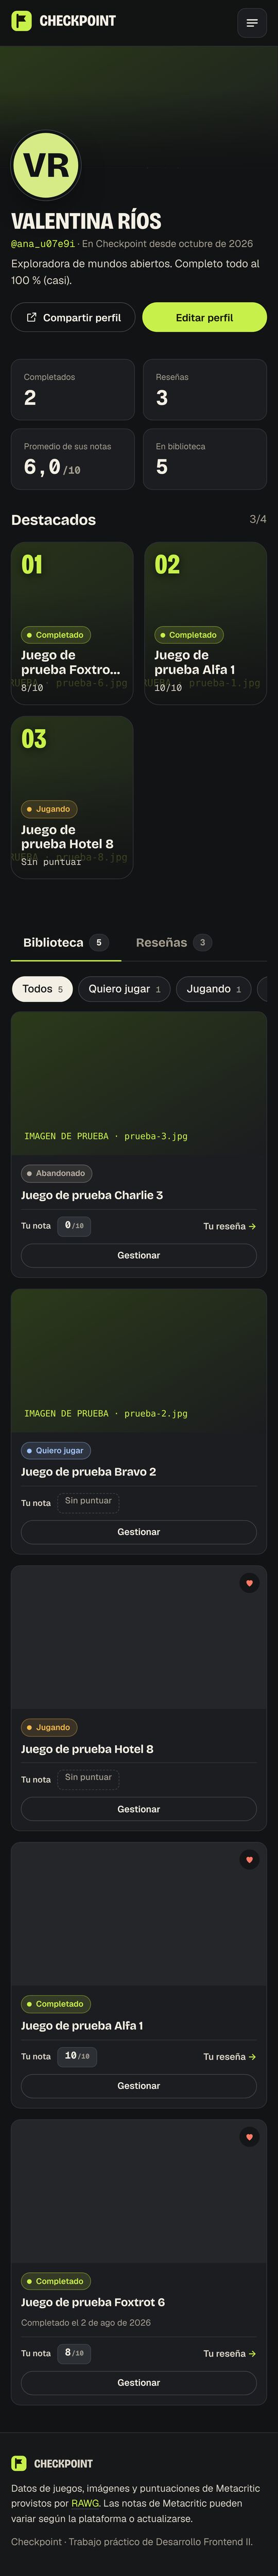 CHECKPOINT
VR
VALENTINA RÍOS
@ana_u07e9i · En Checkpoint desde octubre de 2026
Exploradora de mundos abiertos. Completo todo al
100 % (casi).
Compartir perfil
Editar perfil
Completados
2
Reseñas
3
Promedio de sus notas
6,0/10
En biblioteca
5
Destacados
3/4
01
Completado
Juego de
prueba Foxtro...
prueba-6.jpg
8/10
02
Completado
Juego de
prueba Alfa 1
prueba-1.jpg
10/10
03
Jugando
Juego de
prueba Hotel 8
prueba-8.jpg
Sin puntuar
Biblioteca 5
Reseñas 3
Todos 5
Quiero jugar 1
Jugando 1
IMAGEN DE PRUEBA · prueba-3.jpg
Abandonado
Juego de prueba Charlie 3
Tu nota 0/10
Tu reseña →
Gestionar
IMAGEN DE PRUEBA · prueba-2.jpg
Quiero jugar
Juego de prueba Bravo 2
Tu nota Sin puntuar
Gestionar
Jugando
Juego de prueba Hotel 8
Tu nota Sin puntuar
Gestionar
Completado
Juego de prueba Alfa 1
Tu nota 10/10
Tu reseña →
Gestionar
Completado
Juego de prueba Foxtrot 6
Completado el 2 de ago de 2026
Tu nota 8/10
Tu reseña →
Gestionar
CHECKPOINT
Datos de juegos, imágenes y puntuaciones de Metacritic
provistos por RAWG. Las notas de Metacritic pueden
variar según la plataforma o actualizarse.
Checkpoint · Trabajo práctico de Desarrollo Frontend II.